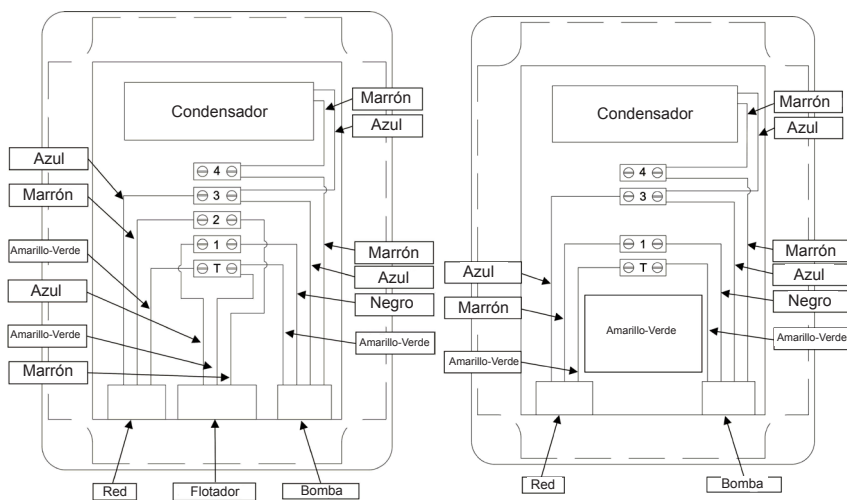 Condensador
Marrón
Azul
4
3
2
1
T
Azul
Marrón
Amarillo-Verde
Azul
Amarillo-Verde
Marrón
Marrón
Azul
Negro
Amarillo-Verde
Red
Flotador
Bomba
Condensador
Marrón
Azul
4
3
1
T
Azul
Marrón
Amarillo-Verde
Amarillo-Verde
Marrón
Azul
Negro
Amarillo-Verde
Red
Bomba